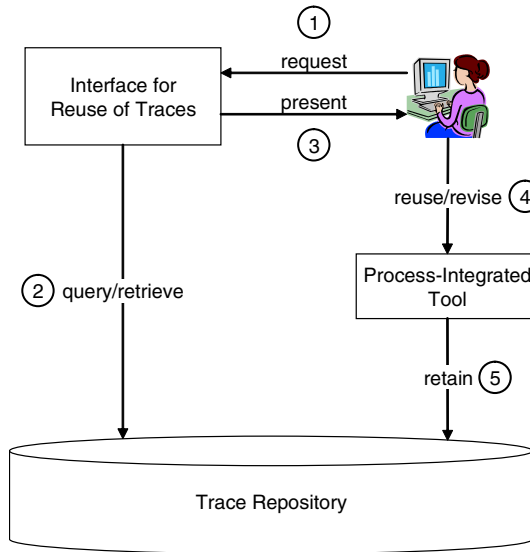 1
request
Interface for
Reuse of Traces
present
3
reuse/revise 4
2 query/retrieve
Process-Integrated
Tool
retain 5
Trace Repository